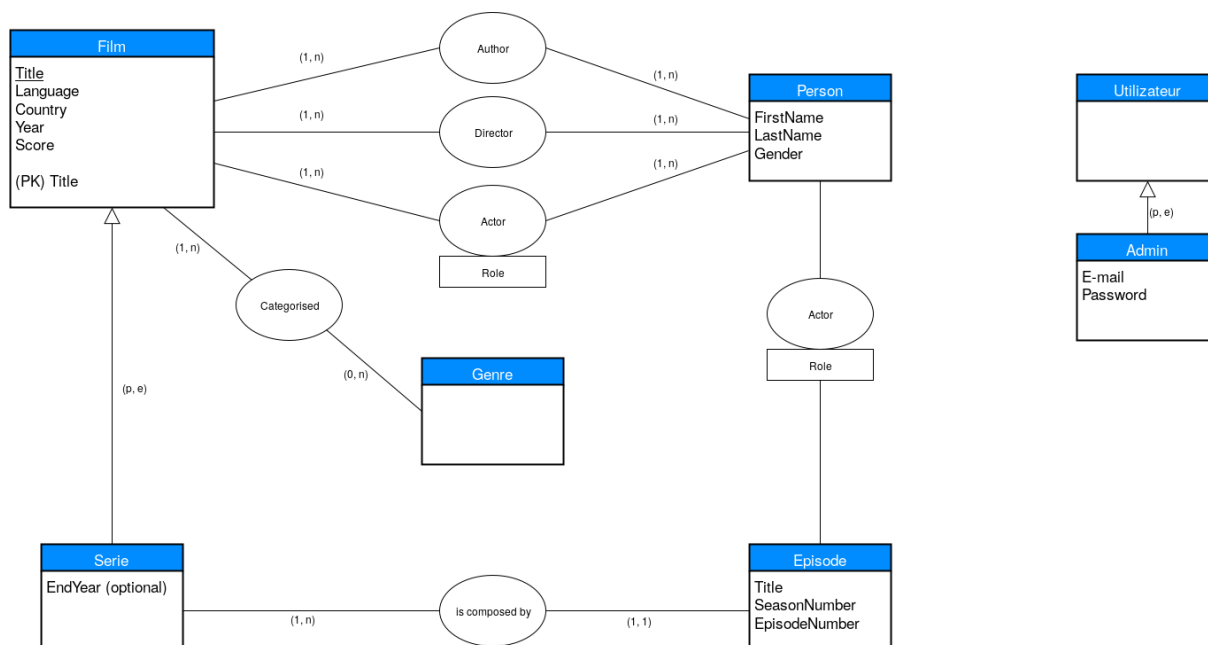 Film
Title
Language
Country
Year
Score
(PK) Title
(1, n)
Author
(1, n)
(1, n)
Director
(1, n)
(1, n)
Actor
(1, n)
Role
Person
FirstName
LastName
Gender
Utilizateur
(p, e)
Admin
E-mail
Password
(1, n)
Categorised
(0, n)
Genre
Actor
Role
(p, e)
Serie
EndYear (optional)
(1, n)
is composed by
(1, 1)
Episode
Title
SeasonNumber
EpisodeNumber